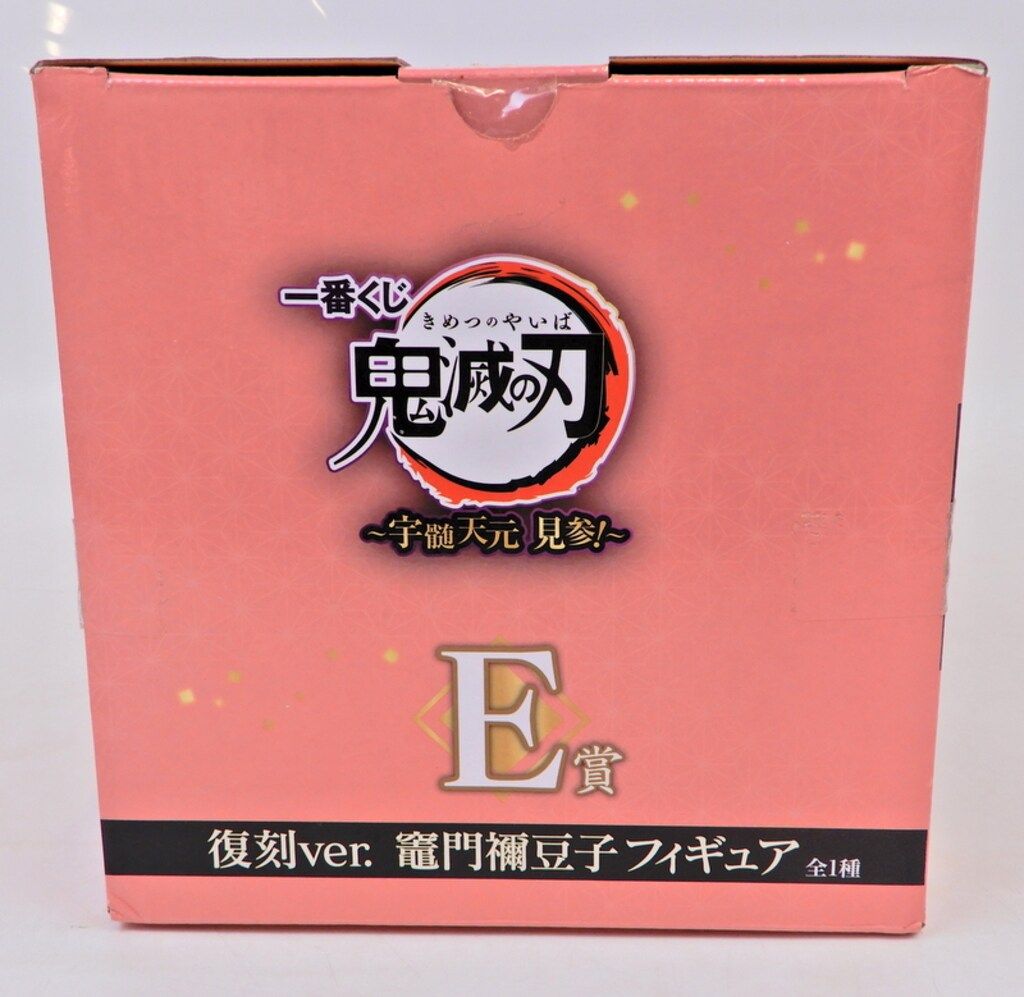 一番くじ
きめつのやいば
鬼滅の刃
~宇髄天元 見参!~
E賞
復刻ver. 竈門禰豆子 フィギュア 全1種